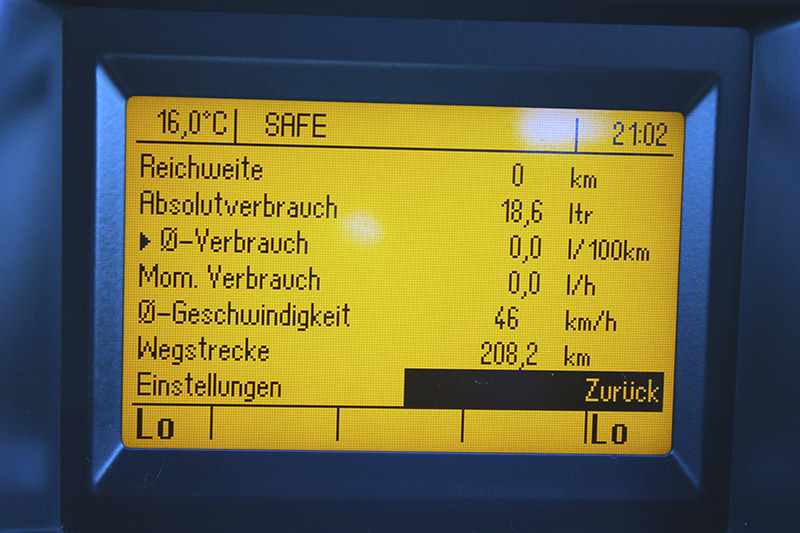 16,0°C SAFE 21:02
Reichweite 0 km
Absolutverbrauch 18,6 ltr
Ø-Verbrauch 0,0 l/100km
Mom. Verbrauch 0,0 l/h
Ø-Geschwindigkeit 46 km/h
Wegstrecke 208,2 km
Einstellungen Zurück
Lo Lo